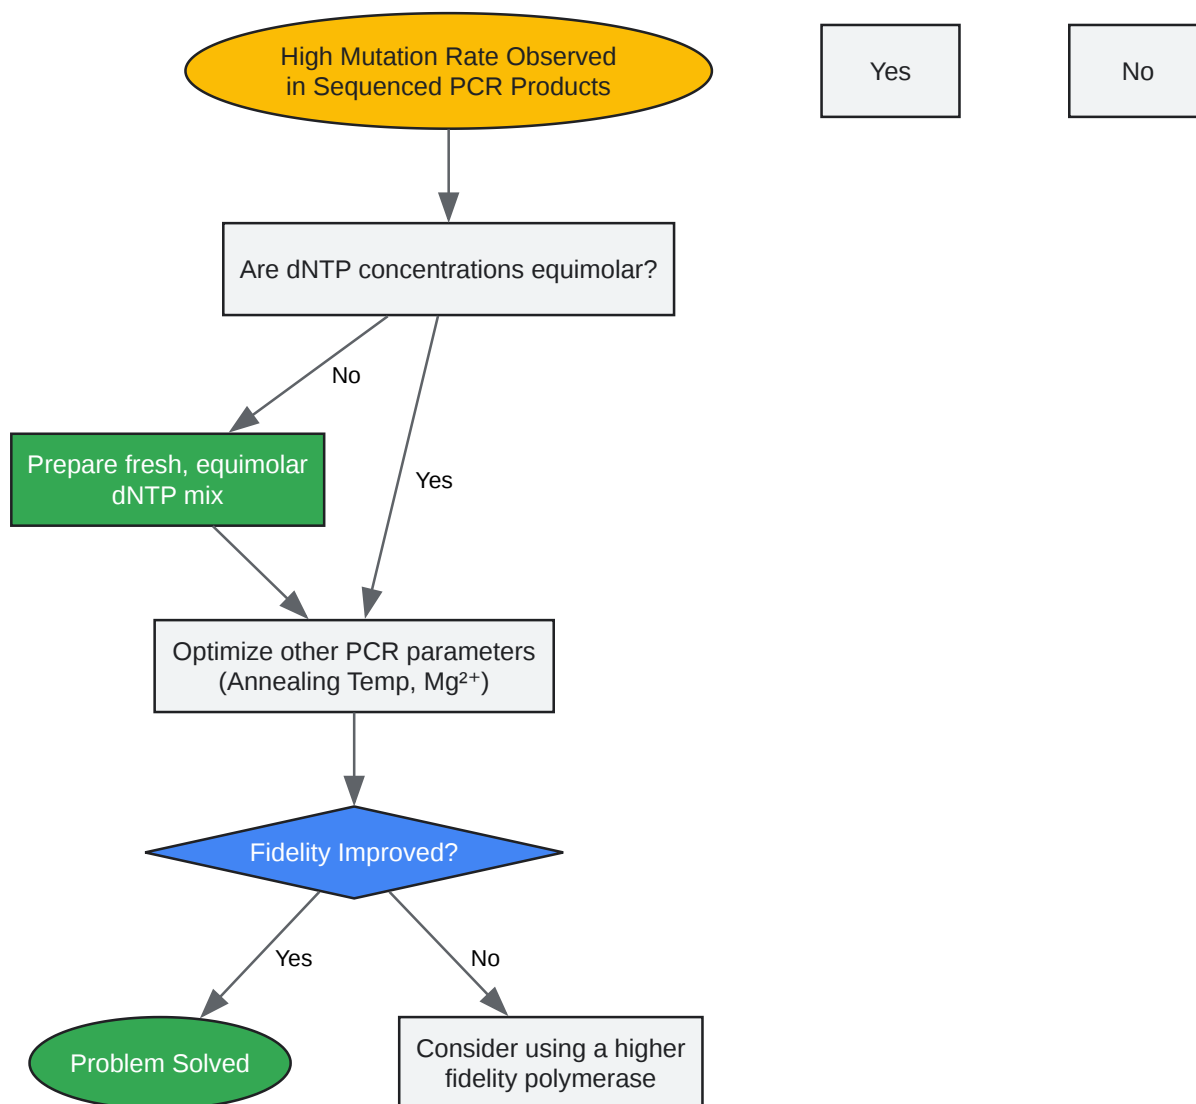 High Mutation Rate Observed
in Sequenced PCR Products
Yes
No
Are dNTP concentrations equimolar?
No
Prepare fresh, equimolar
dNTP mix
Yes
Optimize other PCR parameters
(Annealing Temp, Mg²⁺)
Fidelity Improved?
Yes
No
Problem Solved
Consider using a higher
fidelity polymerase